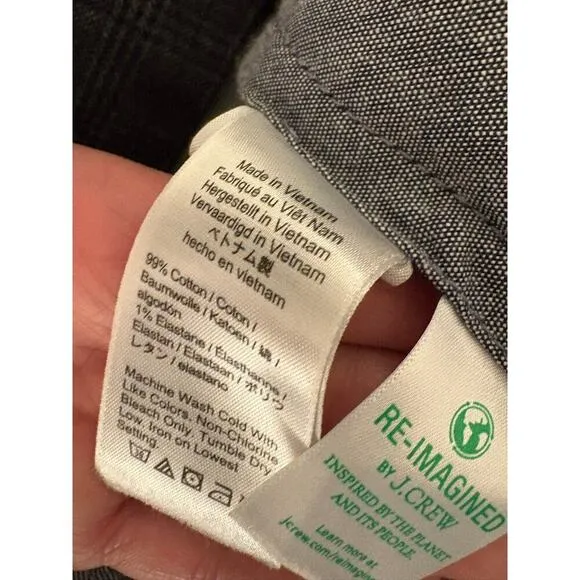 Made in Vietnam
Fabriqué au Viêt Nam
Hergestellt in Vietnam
Vervaardigd in Vietnam
ベトナム製
hecho en vietnam
99% Cotton / Coton /
Baumwolle / Katoen / 綿 /
algodón
1% Elastane / Élasthanne /
Elastan / Elastaan / ポリウ
レタン / elastano
Machine Wash Cold With
Like Colors, Non-Chlorine
Bleach Only, Tumble Dry
Low, Iron on Lowest
Setting
RE-IMAGINED
BY J.CREW
INSPIRED BY THE PLANET
AND ITS PEOPLE.
Learn more at
jcrew.com/reimagine